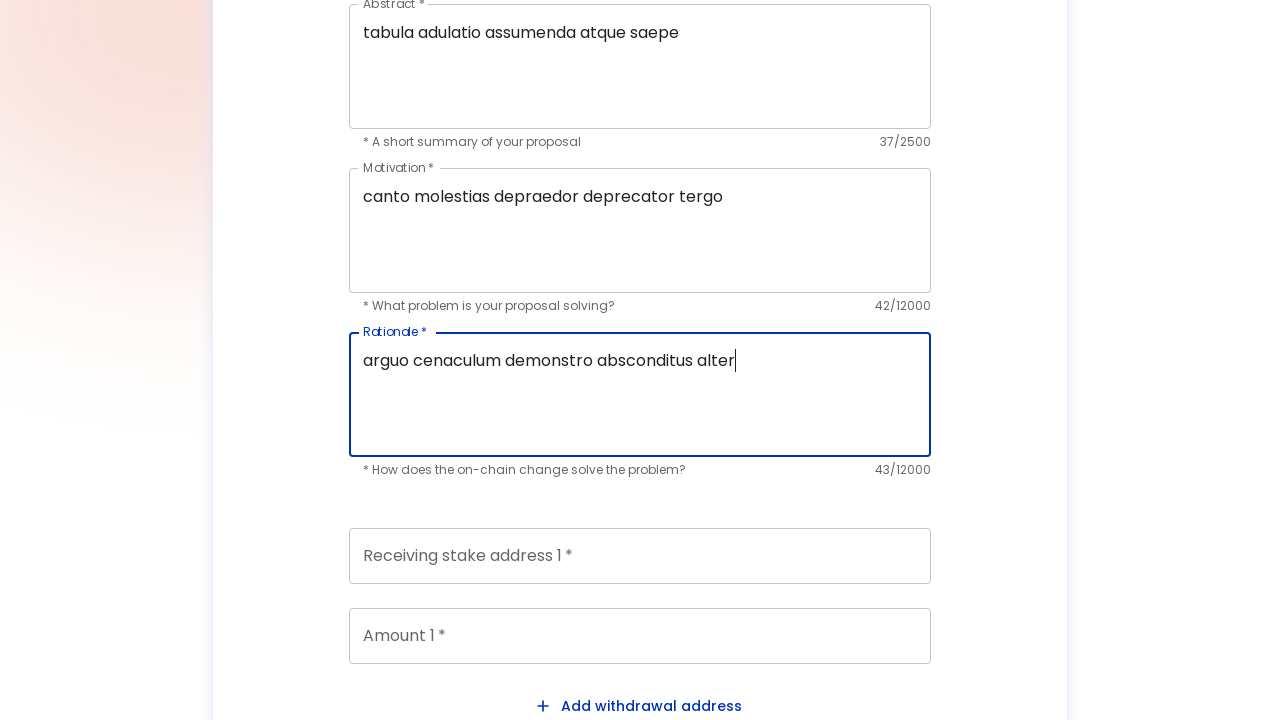 Abstract *
tabula adulatio assumenda atque saepe
* A short summary of your proposal 37/2500
Motivation *
canto molestias depraedor deprecator tergo
* What problem is your proposal solving? 42/12000
Rationale *
arguo cenaculum demonstro absconditus alter
* How does the on-chain change solve the problem? 43/12000
Receiving stake address 1 *
Amount 1 *
+ Add withdrawal address